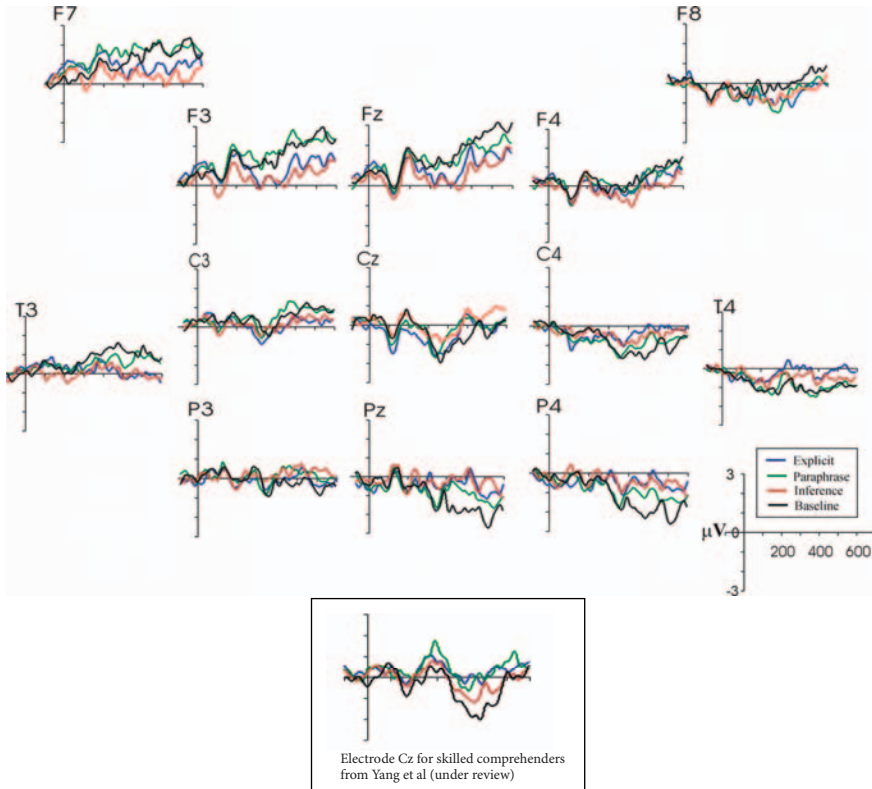 F7
F8
F3
Fz
F4
C3
Cz
C4
T3
T4
P3
Pz
P4
Explicit
Paraphrase
Inference
Baseline
3
μV
0
200 400 600
-3
Electrode Cz for skilled comprehenders
from Yang et al (under review)